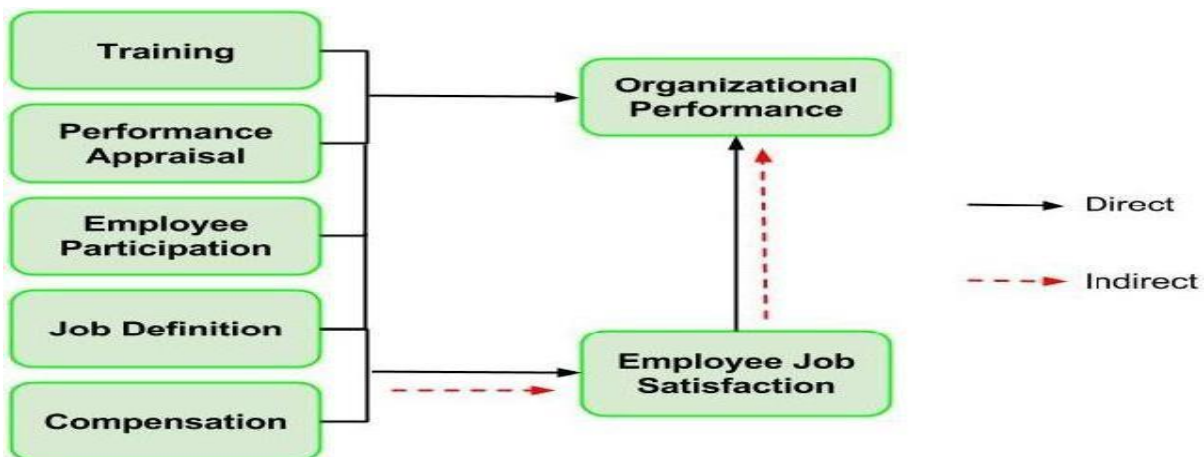 Training
Performance
Appraisal
Employee
Participation
Job Definition
Compensation
Organizational
Performance
Employee Job
Satisfaction
Direct
Indirect